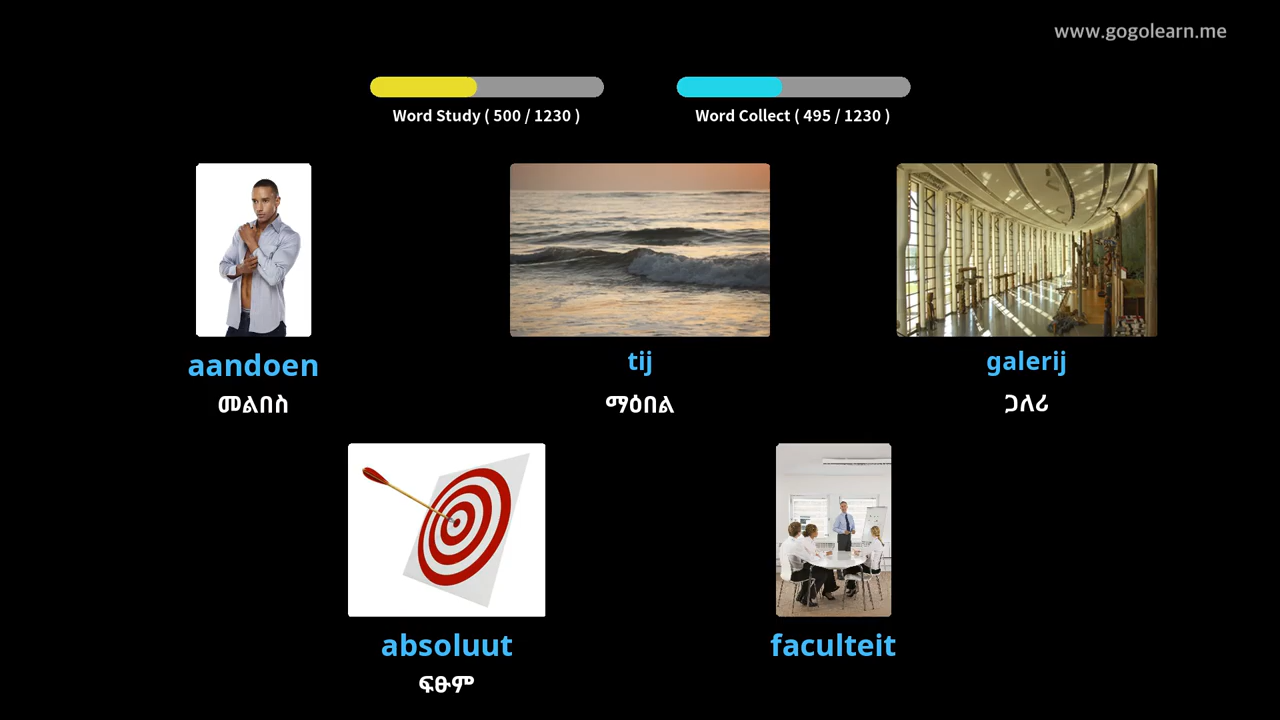 www.gogolearn.me
Word Study ( 500 / 1230 )
Word Collect ( 495 / 1230 )
aandoen
መልበስ
tij
ማዕበል
galerij
ጋለሪ
absoluut
ፍፁም
faculteit